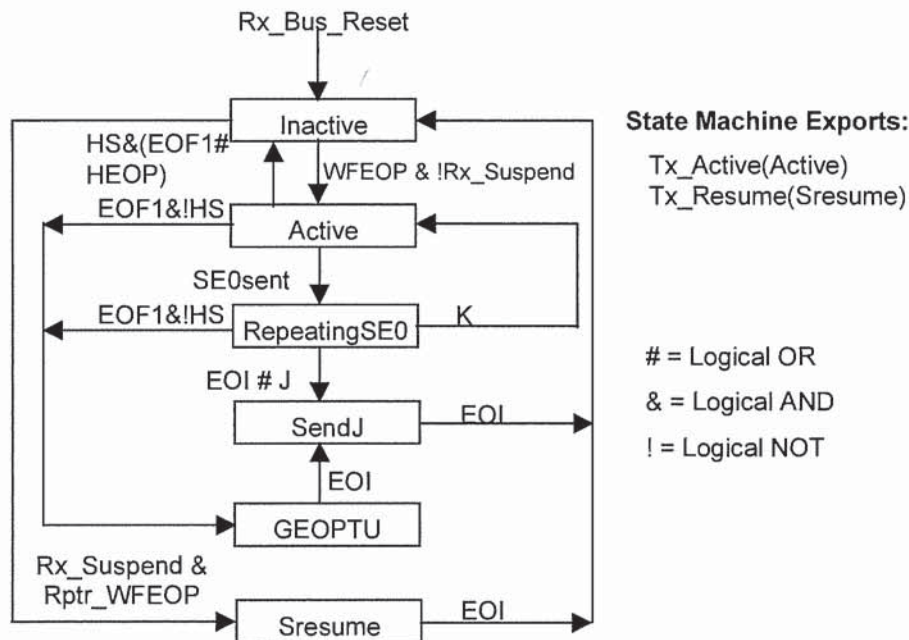 Rx_Bus_Reset
Inactive
State Machine Exports:
HS&(EOF1#
HEOP)
WFEOP & !Rx_Suspend
Tx_Active(Active)
Tx_Resume(Sresume)
EOF1&!HS
Active
SE0sent
EOF1&!HS
RepeatingSE0
K
# = Logical OR
EOI # J
& = Logical AND
SendJ
EOI
! = Logical NOT
EOI
GEOPTU
Rx_Suspend &
Rptr_WFEOP
EOI
Sresume